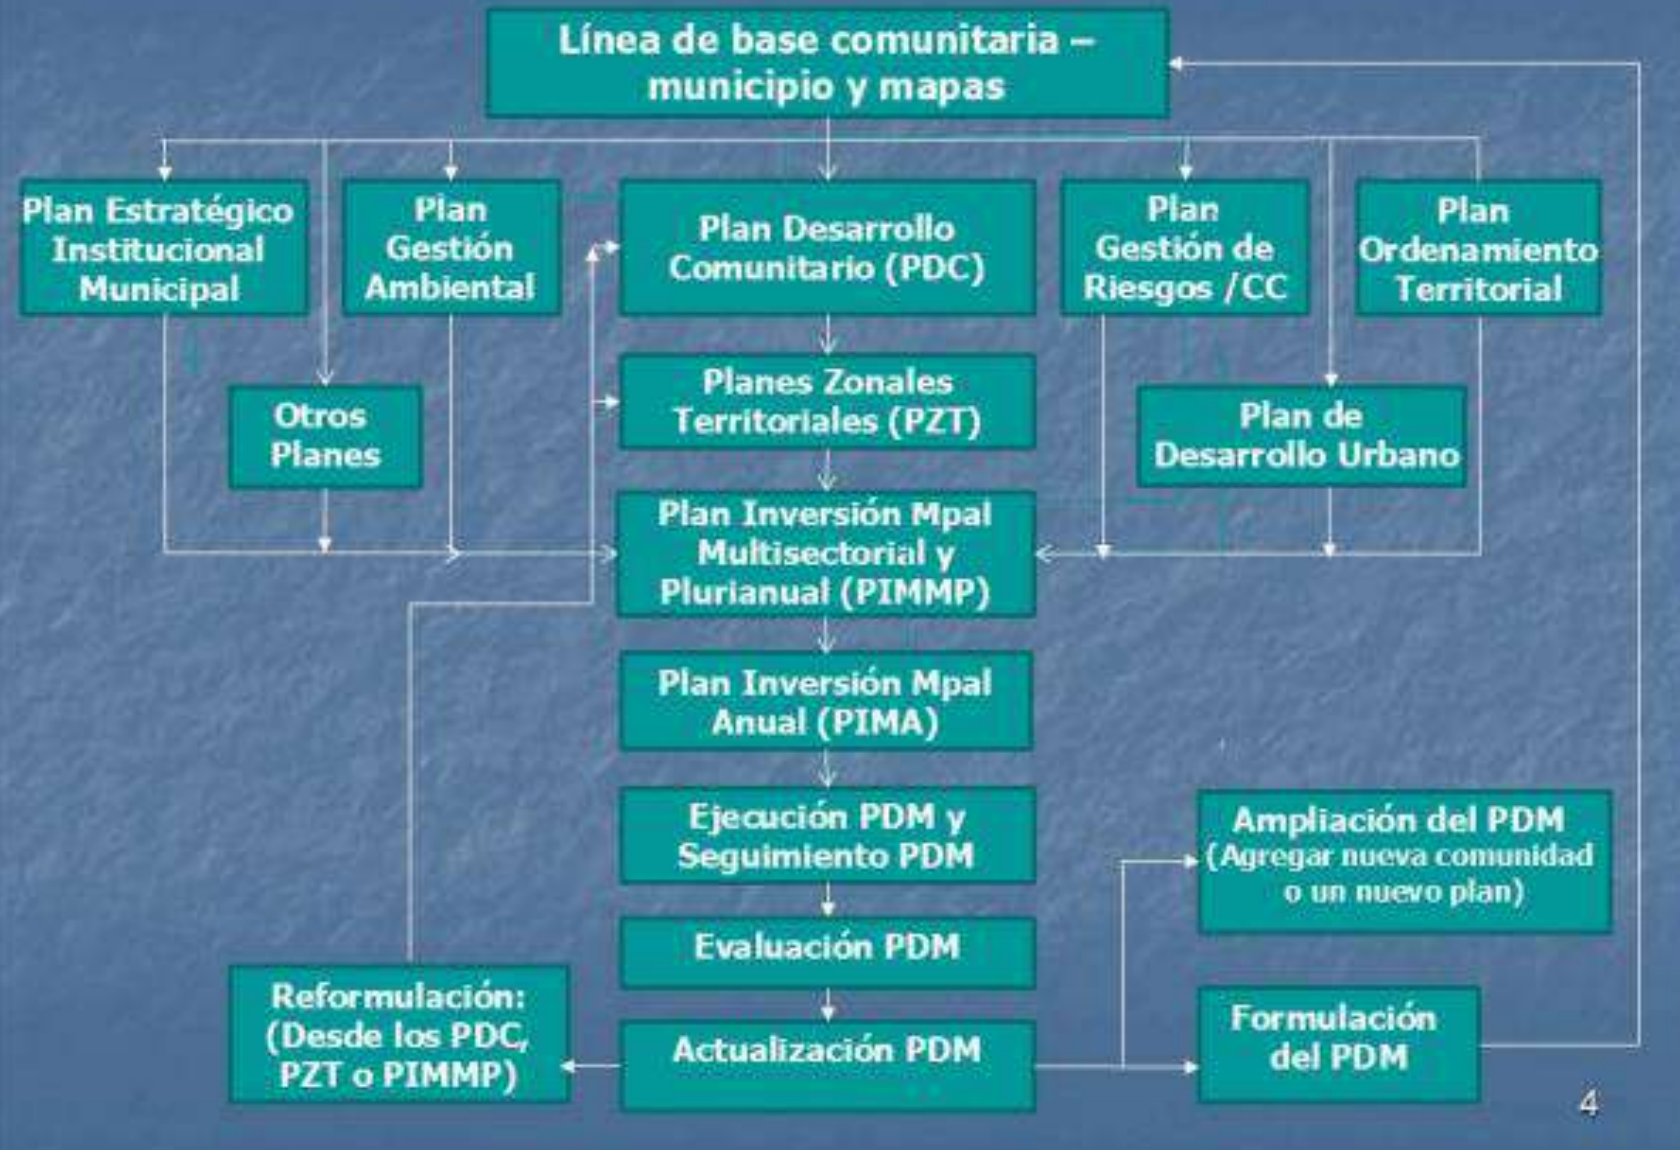 Línea de base comunitaria –
municipio y mapas
Plan Estratégico
Institucional
Municipal
Plan
Gestión
Ambiental
Plan Desarrollo
Comunitario (PDC)
Plan
Gestión de
Riesgos /CC
Plan
Ordenamiento
Territorial
Otros
Planes
Planes Zonales
Territoriales (PZT)
Plan de
Desarrollo Urbano
Plan Inversión Mpal
Multisectorial y
Plurianual (PIMMP)
Plan Inversión Mpal
Anual (PIMA)
Ejecución PDM y
Seguimiento PDM
Ampliación del PDM
(Agregar nueva comunidad
o un nuevo plan)
Evaluación PDM
Reformulación:
(Desde los PDC,
PZT o PIMMP)
Actualización PDM
Formulación
del PDM
4